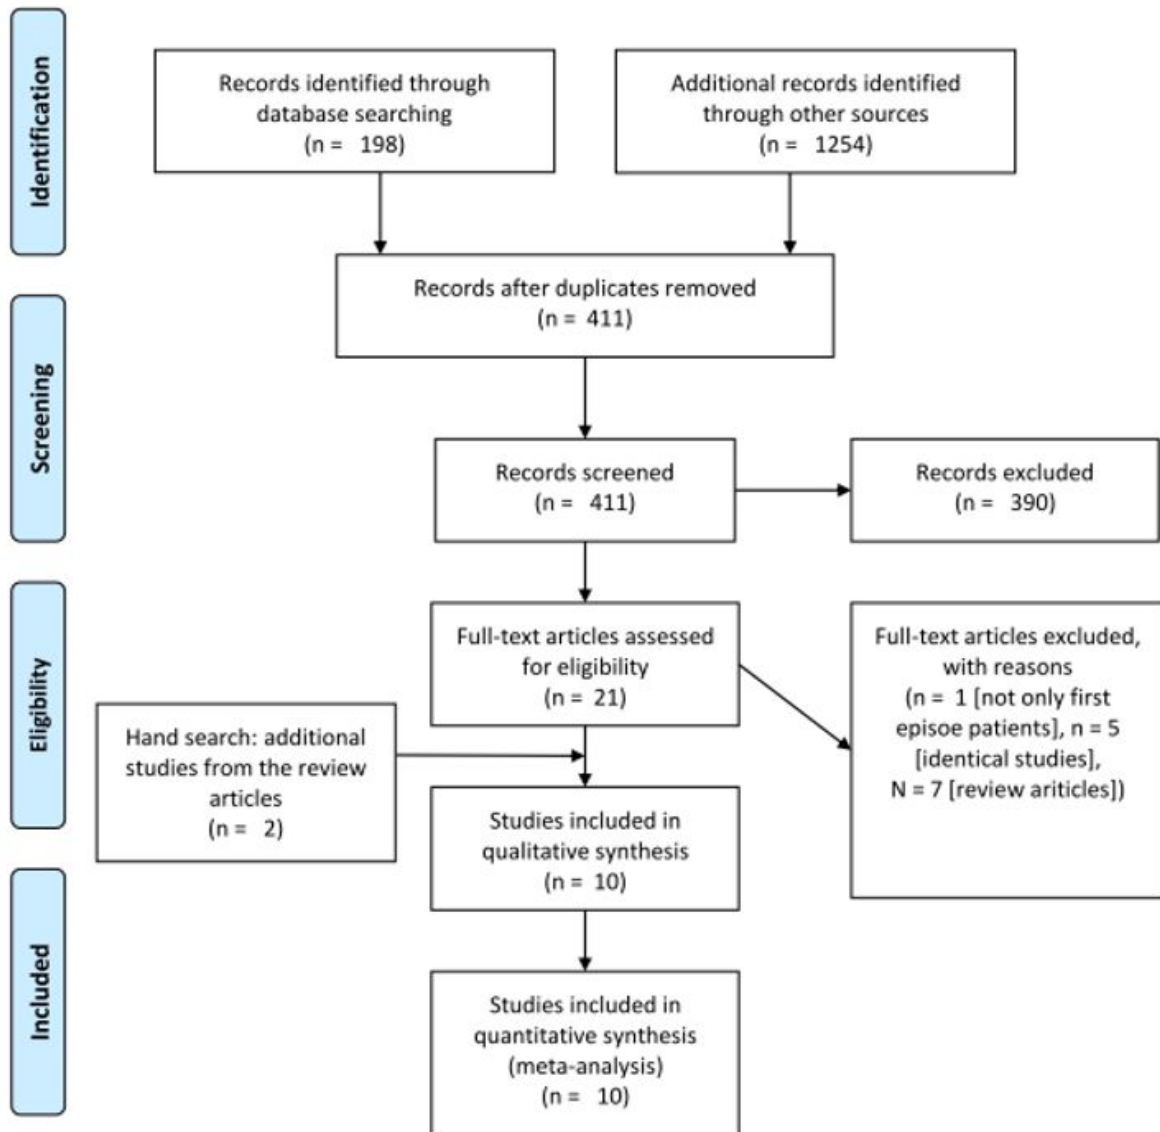 Identification
Records identified through
database searching
(n = 198)
Additional records identified
through other sources
(n = 1254)
Records after duplicates removed
(n = 411)
Screening
Records screened
(n = 411)
Records excluded
(n = 390)
Eligibility
Full-text articles assessed
for eligibility
(n = 21)
Full-text articles excluded,
with reasons
(n = 1 [not only first
episoe patients], n = 5
[identical studies],
N = 7 [review ariticles])
Hand search: additional
studies from the review
articles
(n = 2)
Studies included in
qualitative synthesis
(n = 10)
Included
Studies included in
quantitative synthesis
(meta-analysis)
(n = 10)